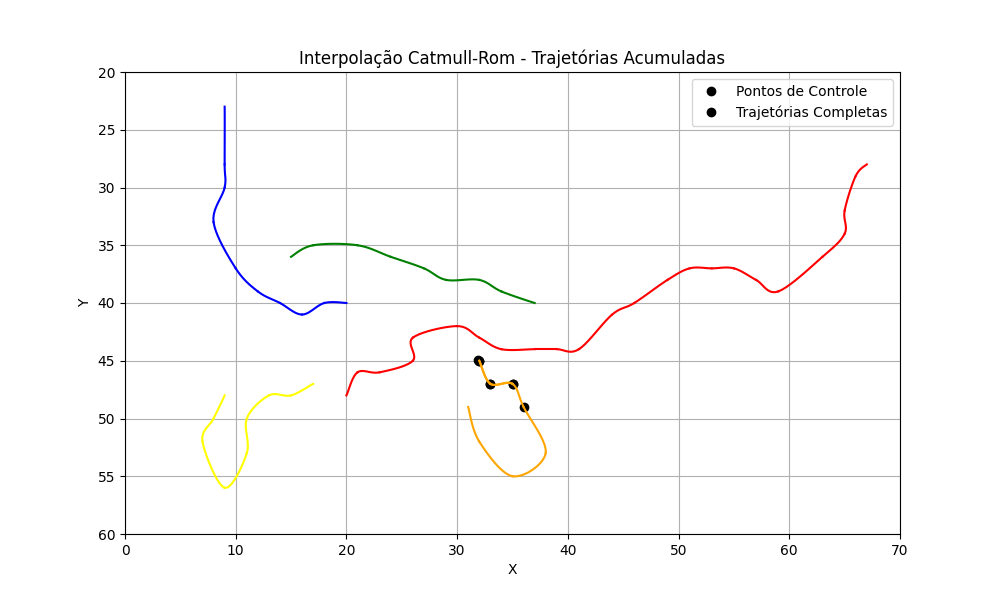 Interpolação Catmull-Rom - Trajetórias Acumuladas
Pontos de Controle
Trajetórias Completas
Y
20
25
30
35
40
45
50
55
60
0 10 20 30 40 50 60 70
X